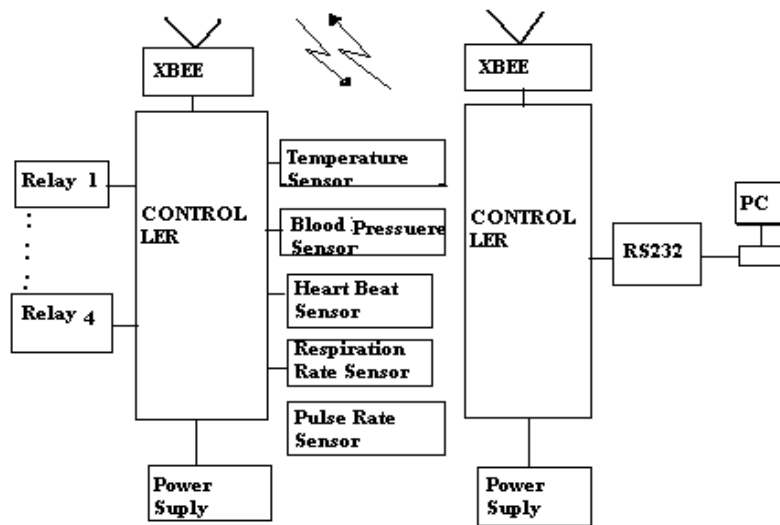 XBEE
XBEE
Temperature
Sensor
Relay 1
CONTROL
LER
Blood Pressuere
Sensor
CONTROL
LER
PC
RS232
Heart Beat
Sensor
Relay 4
Respiration
Rate Sensor
Pulse Rate
Sensor
Power
Suply
Power
Suply